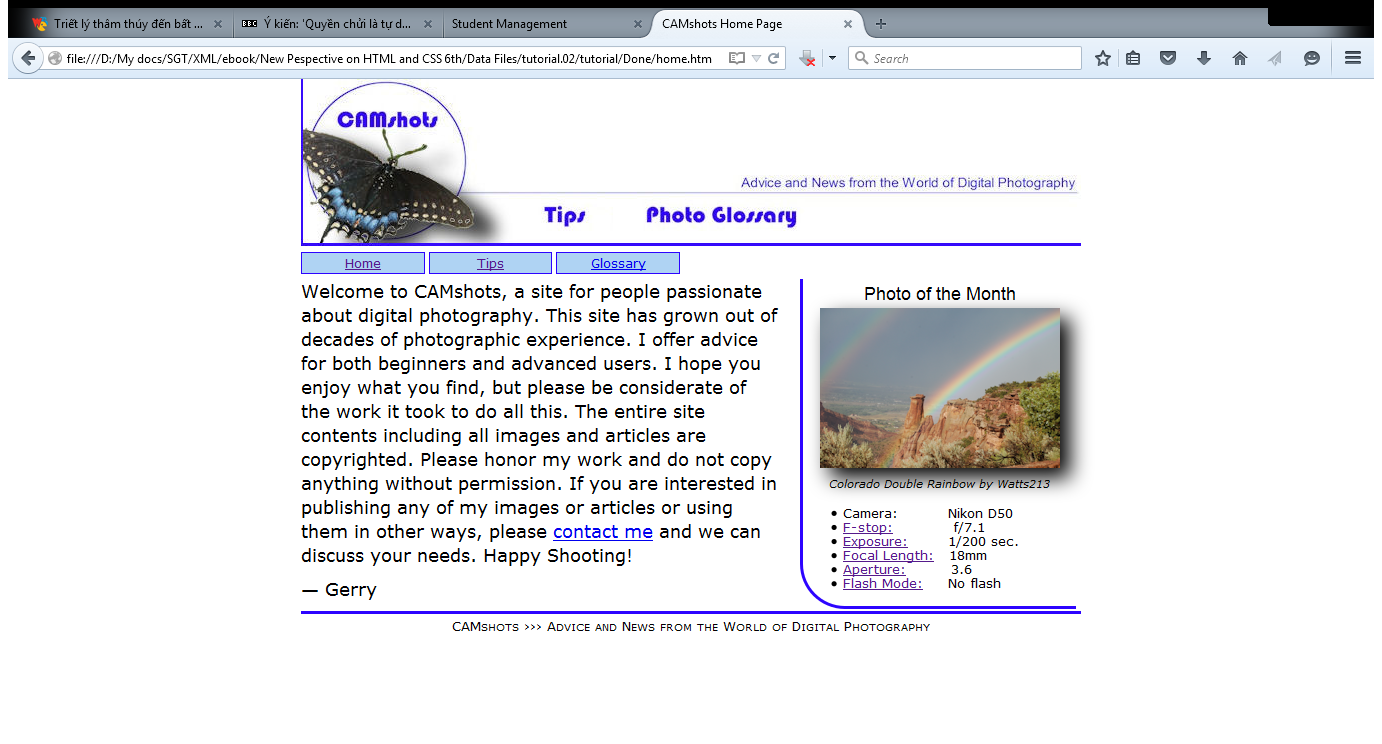 Triết lý thâm thúy đến bất ...
BBC Ý kiến: 'Quyền chửi là tự d...
Student Management
CAMshots Home Page
file:///D:/My docs/SGT/XML/ebook/New Pespective on HTML and CSS 6th/Data Files/tutorial.02/tutorial/Done/home.htm
Search
CAMshots
Advice and News from the World of Digital Photography
Tips Photo Glossary
Home Tips Glossary
Welcome to CAMshots, a site for people passionate
about digital photography. This site has grown out of
decades of photographic experience. I offer advice
for both beginners and advanced users. I hope you
enjoy what you find, but please be considerate of
the work it took to do all this. The entire site
contents including all images and articles are
copyrighted. Please honor my work and do not copy
anything without permission. If you are interested in
publishing any of my images or articles or using
them in other ways, please contact me and we can
discuss your needs. Happy Shooting!
— Gerry
Photo of the Month
Colorado Double Rainbow by Watts213
• Camera: Nikon D50
• F-stop: f/7.1
• Exposure: 1/200 sec.
• Focal Length: 18mm
• Aperture: 3.6
• Flash Mode: No flash
CAMshots >>> Advice and News from the World of Digital Photography